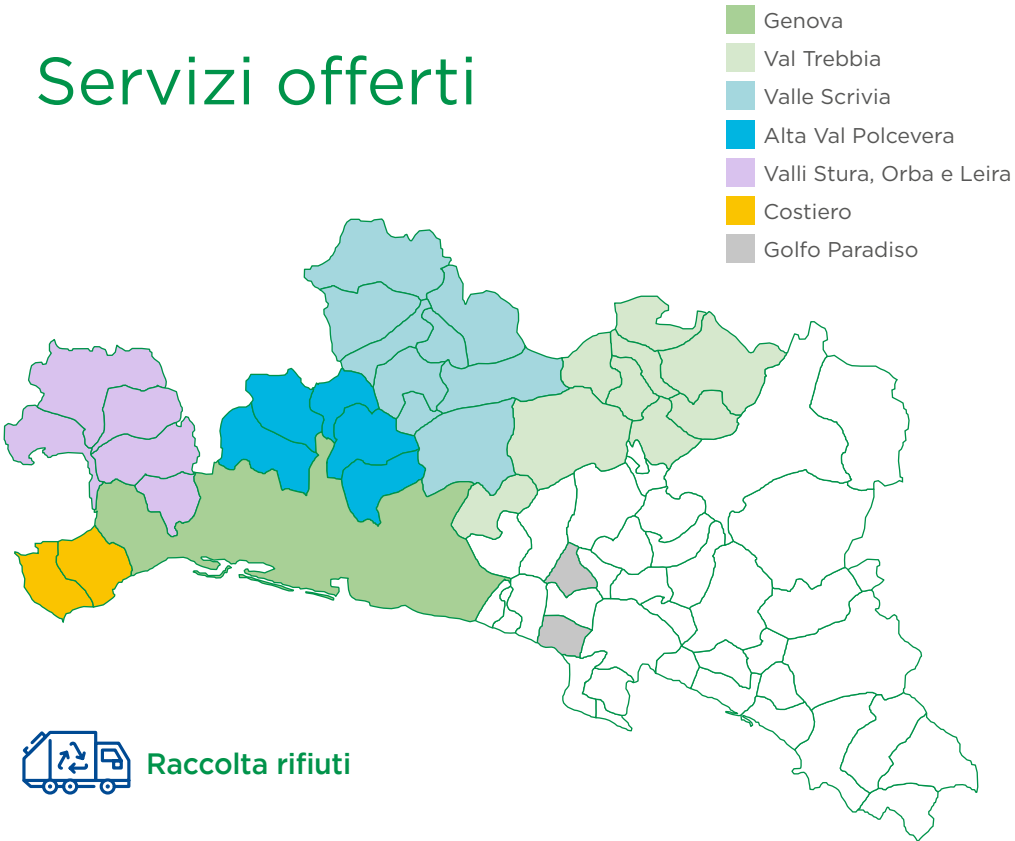 Servizi offerti
Genova
Val Trebbia
Valle Scrivia
Alta Val Polcevera
Valli Stura, Orba e Leira
Costiero
Golfo Paradiso
Raccolta rifiuti